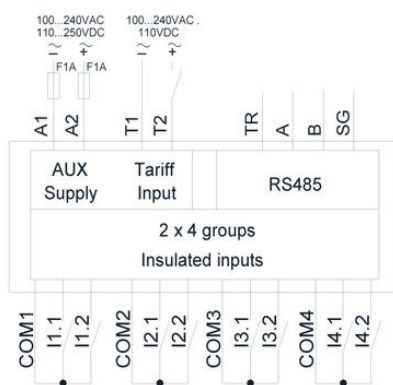 100...240VAC 100...240VAC .
110...250VDC 110VDC
~ ~
− + − +
F1A F1A
A1 A2 T1 T2 TR A B SG
AUX Tariff
Supply Input RS485
2 x 4 groups
Insulated inputs
COM1 I1.1 I1.2 COM2 I2.1 I2.2 COM3 I3.1 I3.2 COM4 I4.1 I4.2